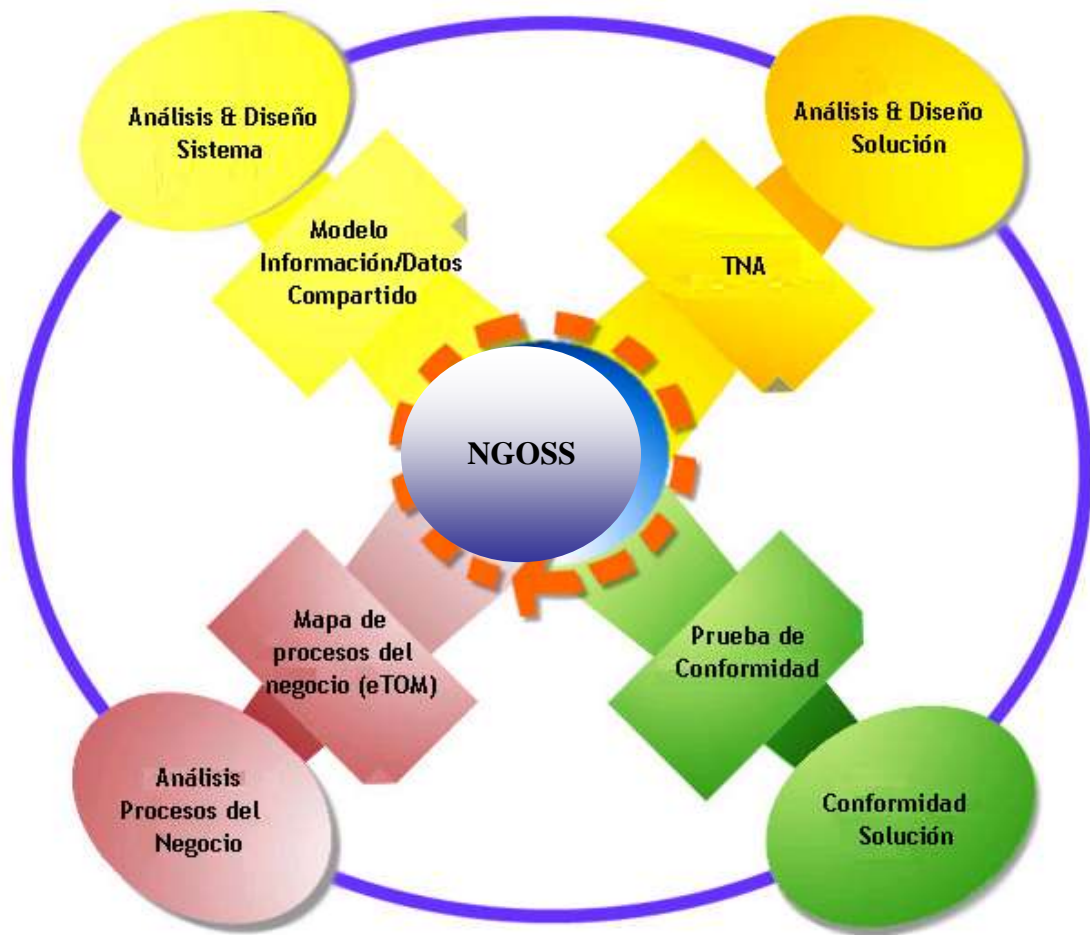 Análisis & Diseño
Sistema
Análisis & Diseño
Solución
Modelo
Información/Datos
Compartido
TNA
NGOSS
Mapa de
procesos del
negocio (eTOM)
Prueba de
Conformidad
Análisis
Procesos del
Negocio
Conformidad
Solución